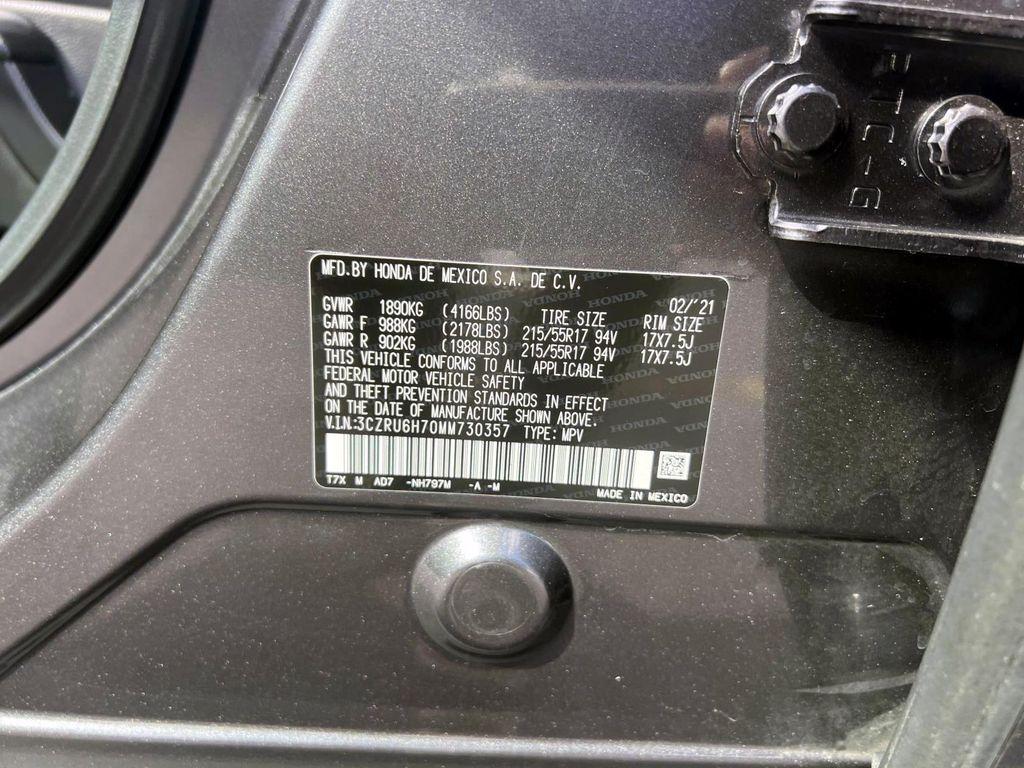 MFD.BY HONDA DE MEXICO S.A. DE C.V.
GVWR 1890KG (4166LBS) TIRE SIZE RIM SIZE 02/'21
GAWR F 988KG (2178LBS) 215/55R17 94V 17X7.5J
GAWR R 902KG (1988LBS) 215/55R17 94V 17X7.5J
THIS VEHICLE CONFORMS TO ALL APPLICABLE
FEDERAL MOTOR VEHICLE SAFETY
AND THEFT PREVENTION STANDARDS IN EFFECT
ON THE DATE OF MANUFACTURE SHOWN ABOVE.
V.I.N.:3CZRU6H70MM730357 TYPE: MPV
T7X M AD7 -NH797M -A -M
MADE IN MEXICO
HONDA
RTC-G